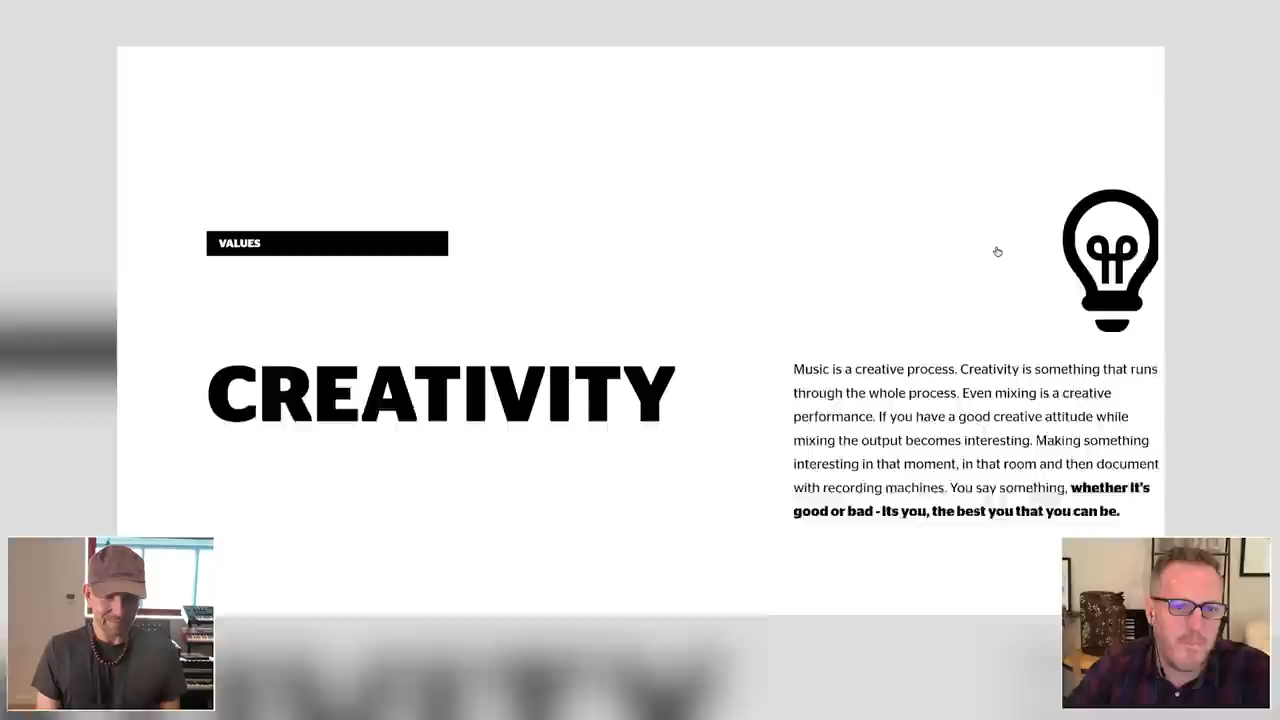 VALUES
CREATIVITY
Music is a creative process. Creativity is something that runs
through the whole process. Even mixing is a creative
performance. If you have a good creative attitude while
mixing the output becomes interesting. Making something
interesting in that moment, in that room and then document
with recording machines. You say something, whether it's
good or bad - its you, the best you that you can be.